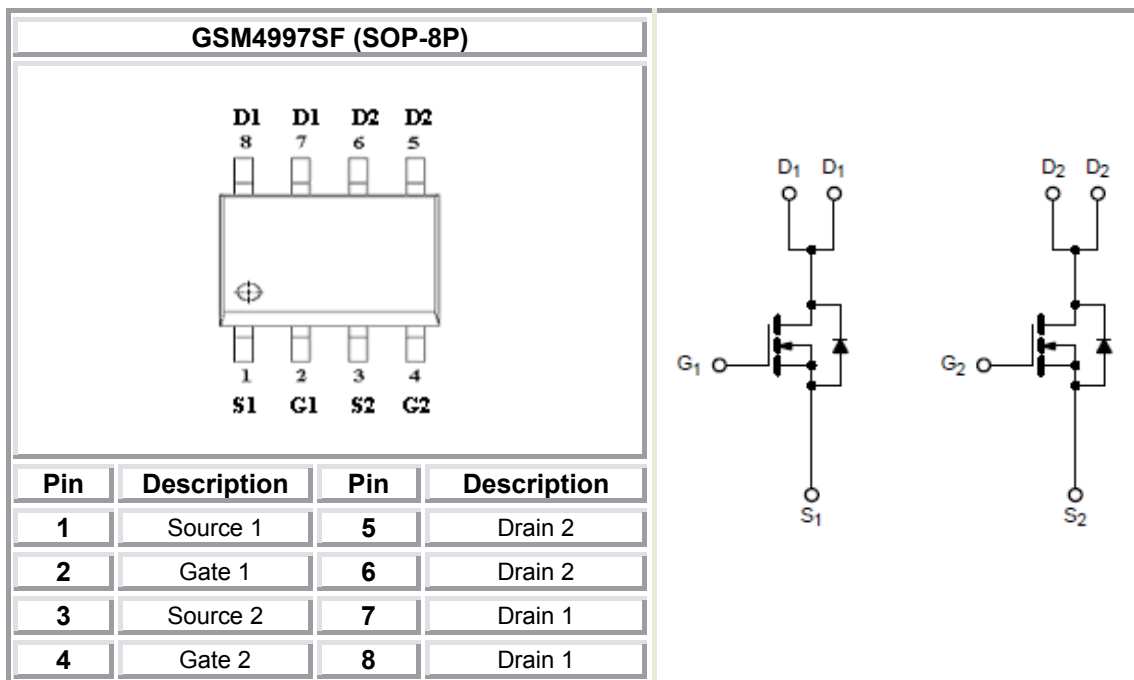 GSM4997SF (SOP-8P)
D1 D1 D2 D2
8 7 6 5
1 2 3 4
S1 G1 S2 G2
D1 D1 D2 D2
G1 G2
S1 S2
Pin Description Pin Description
1 Source 1 5 Drain 2
2 Gate 1 6 Drain 2
3 Source 2 7 Drain 1
4 Gate 2 8 Drain 1